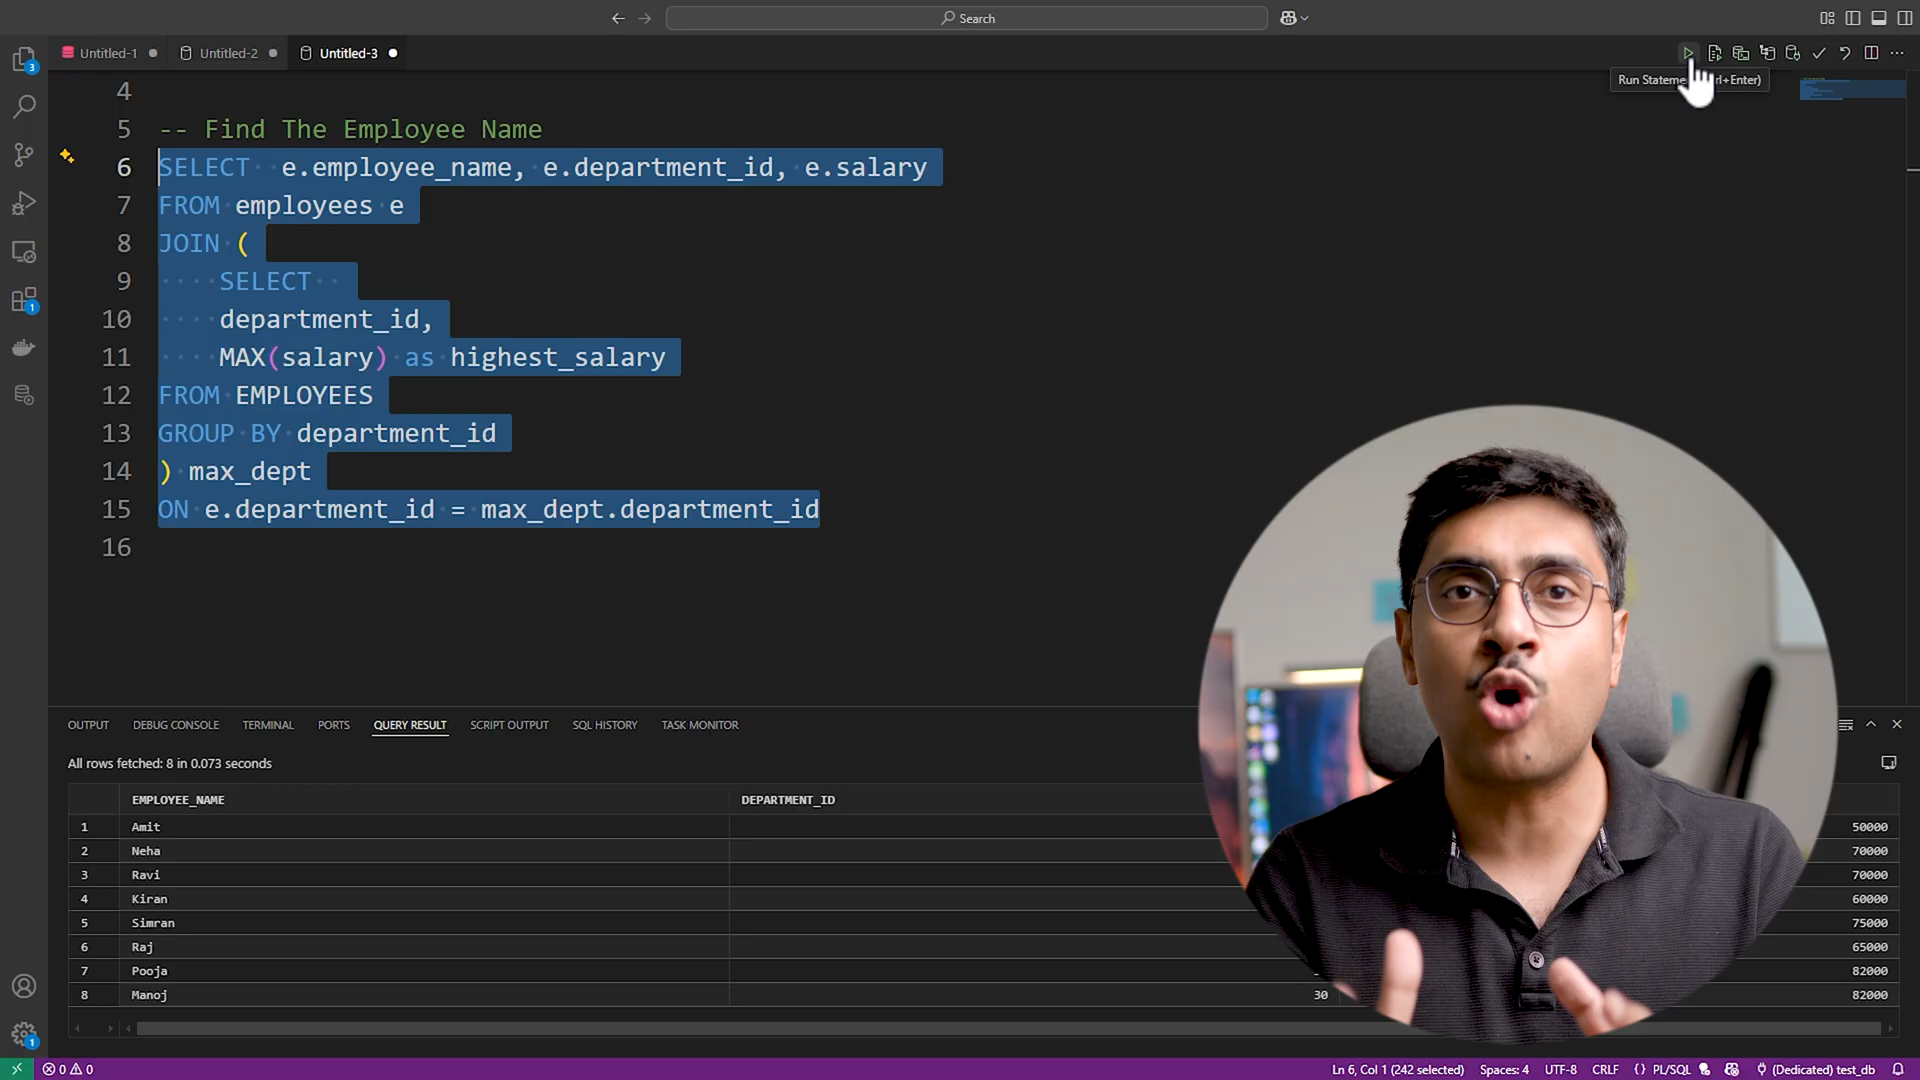 Search
Untitled-1
Untitled-2
Untitled-3
3
Run Stateme
l+Enter)
4
5 -- Find The Employee Name
6 SELECT e.employee_name, e.department_id, e.salary
7 FROM employees e
8 JOIN (
9 SELECT
10 department_id,
11 MAX(salary) as highest_salary
12 FROM EMPLOYEES
13 GROUP BY department_id
14 ) max_dept
15 ON e.department_id = max_dept.department_id
16
1
OUTPUT DEBUG CONSOLE TERMINAL PORTS QUERY RESULT SCRIPT OUTPUT SQL HISTORY TASK MONITOR
All rows fetched: 8 in 0.073 seconds
EMPLOYEE_NAME DEPARTMENT_ID
1 Amit 50000
2 Neha 70000
3 Ravi 70000
4 Kiran 60000
5 Simran 75000
6 Raj 65000
7 Pooja 82000
8 Manoj 30 82000
1
0 0 Ln 6, Col 1 (242 selected) Spaces: 4 UTF-8 CRLF {} PL/SQL (Dedicated) test_db